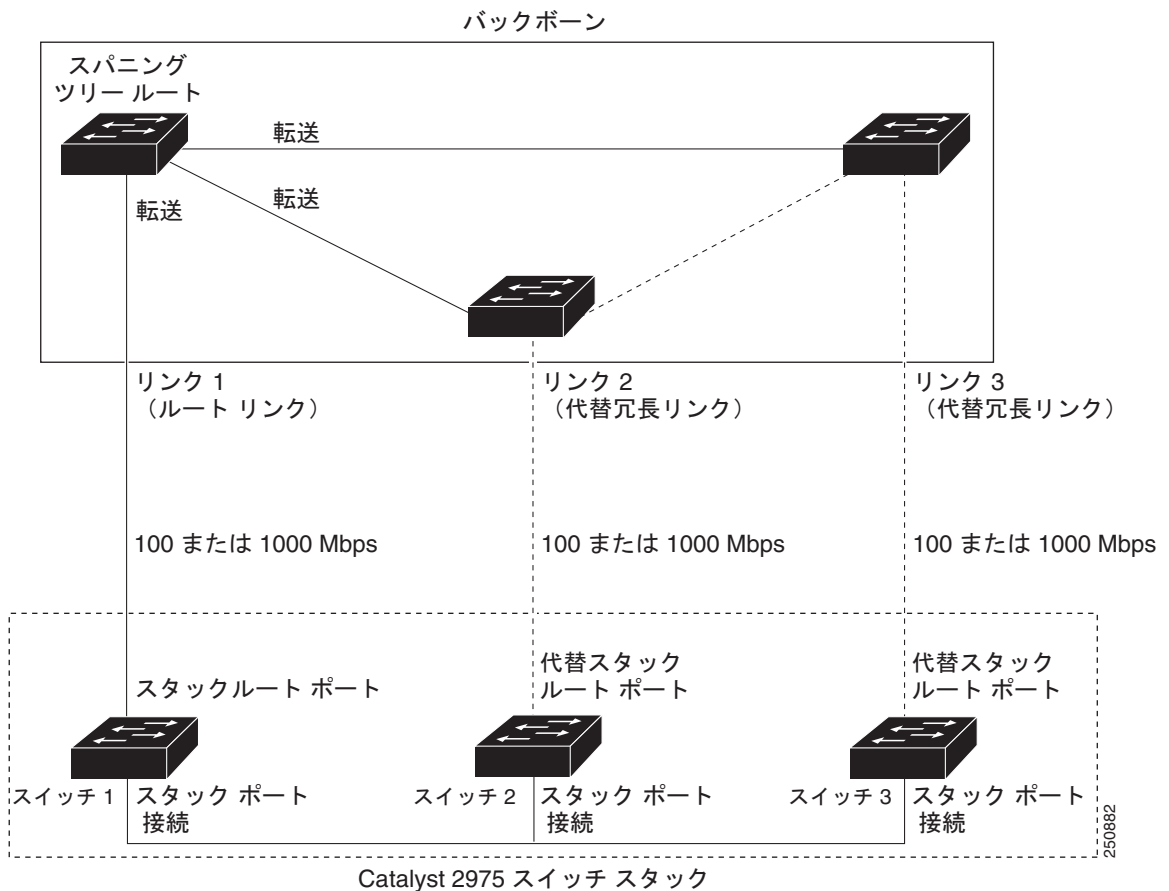 バックボーン
スパニング
ツリー ルート
転送
転送
転送
リンク 1
（ルート リンク）
リンク 2
（代替冗長リンク）
リンク 3
（代替冗長リンク）
100 または 1000 Mbps
100 または 1000 Mbps
100 または 1000 Mbps
スタックルート ポート
代替スタック
ルート ポート
代替スタック
ルート ポート
スイッチ 1
スタック ポート
接続
スイッチ 2
スタック ポート
接続
スイッチ 3
スタック ポート
接続
250882
Catalyst 2975 スイッチ スタック